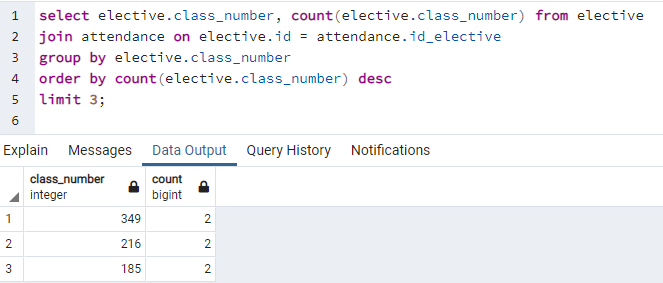 1 select elective.class_number, count(elective.class_number) from elective
2 join attendance on elective.id = attendance.id_elective
3 group by elective.class_number
4 order by count(elective.class_number) desc
5 limit 3;
6
Explain Messages Data Output Query History Notifications
class_number count
integer bigint
1 349 2
2 216 2
3 185 2